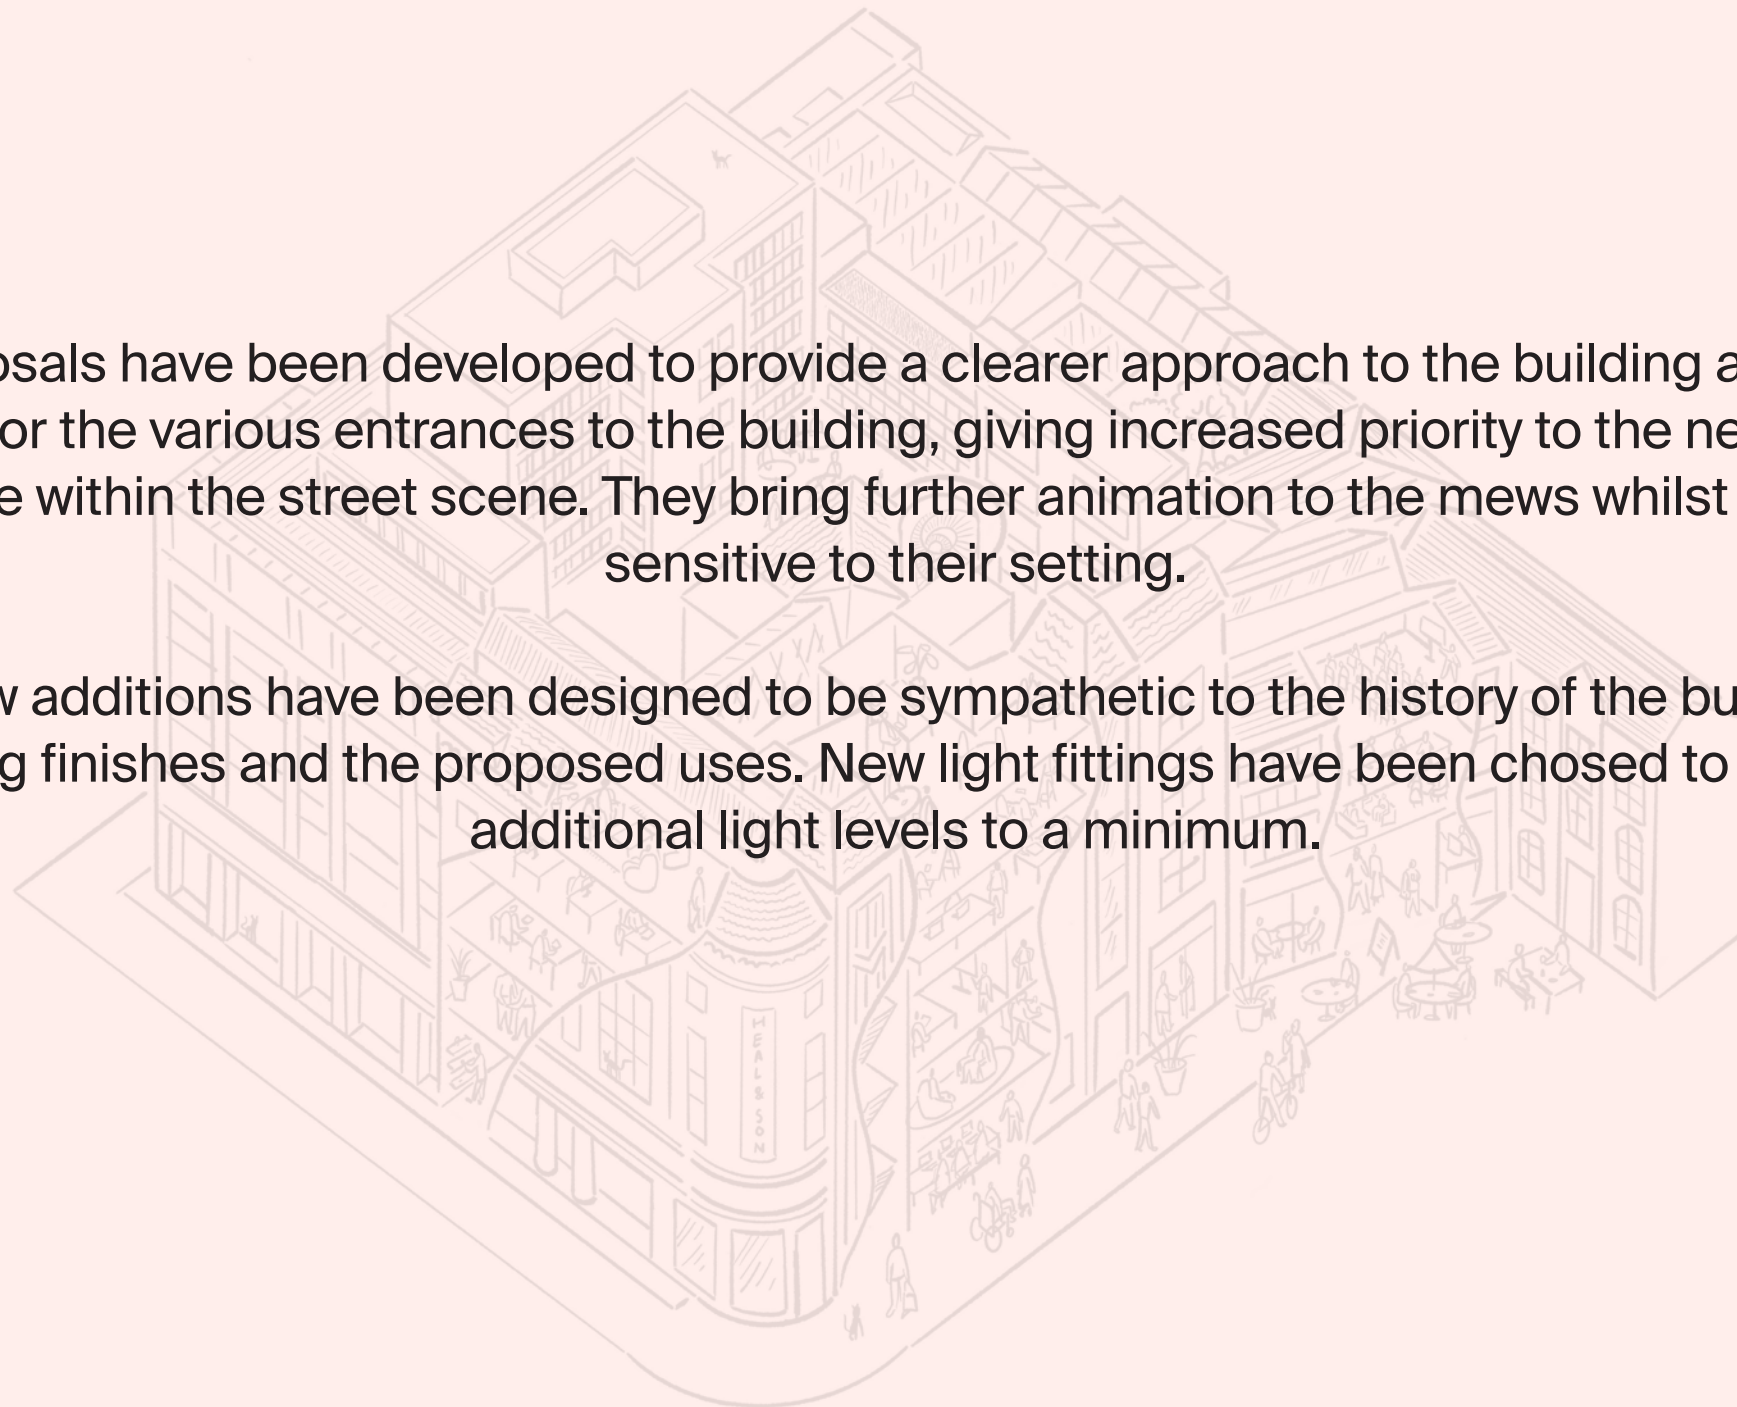 osals have been developed to provide a clearer approach to the building a
or the various entrances to the building, giving increased priority to the ne
e within the street scene. They bring further animation to the mews whilst
sensitive to their setting.
w additions have been designed to be sympathetic to the history of the bu
g finishes and the proposed uses. New light fittings have been chosed to
additional light levels to a minimum.
HEAL & SON